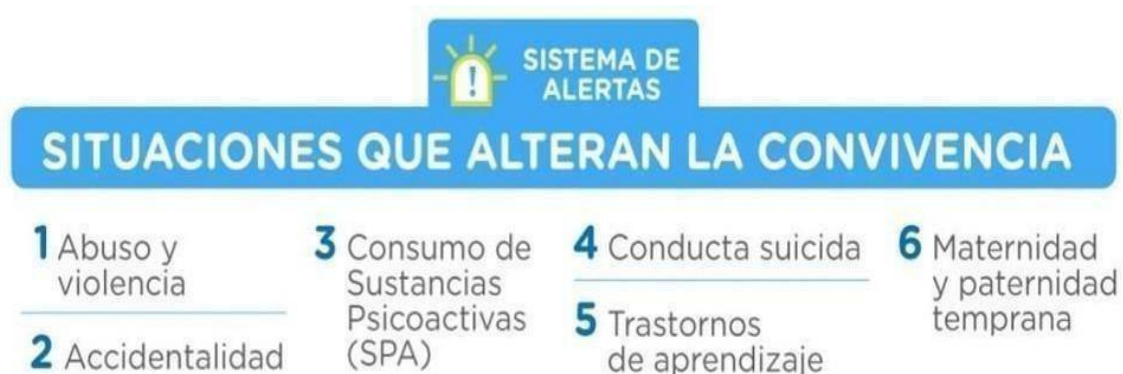 SISTEMA DE
ALERTAS
SITUACIONES QUE ALTERAN LA CONVIVENCIA
1 Abuso y
violencia
2 Accidentalidad
3 Consumo de
Sustancias
Psicoactivas
(SPA)
4 Conducta suicida
5 Trastornos
de aprendizaje
6 Maternidad
y paternidad
temprana